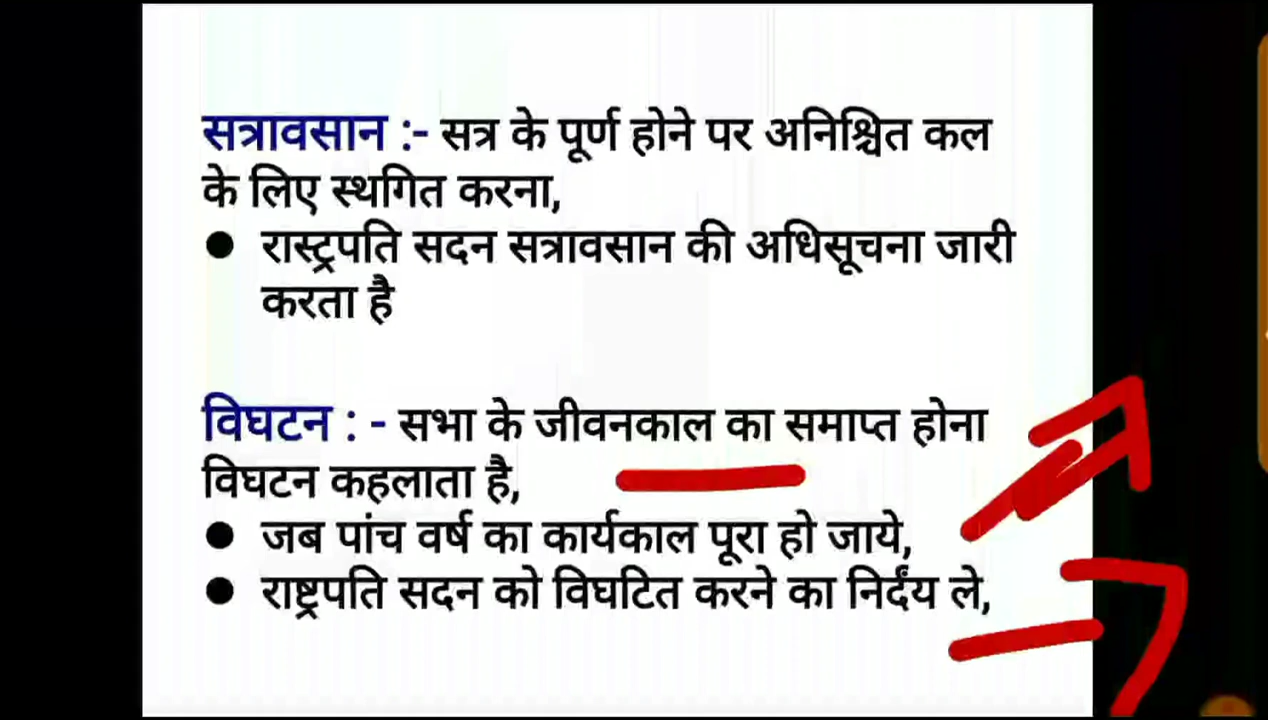 सत्रावसान :- सत्र के पूर्ण होने पर अनिश्चित कल
के लिए स्थगित करना,
● रास्ट्रपति सदन सत्रावसान की अधिसूचना जारी
करता है
विघटन : - सभा के जीवनकाल का समाप्त होना
विघटन कहलाता है,
● जब पांच वर्ष का कार्यकाल पूरा हो जाये,
● राष्ट्रपति सदन को विघटित करने का निर्दंय ले,